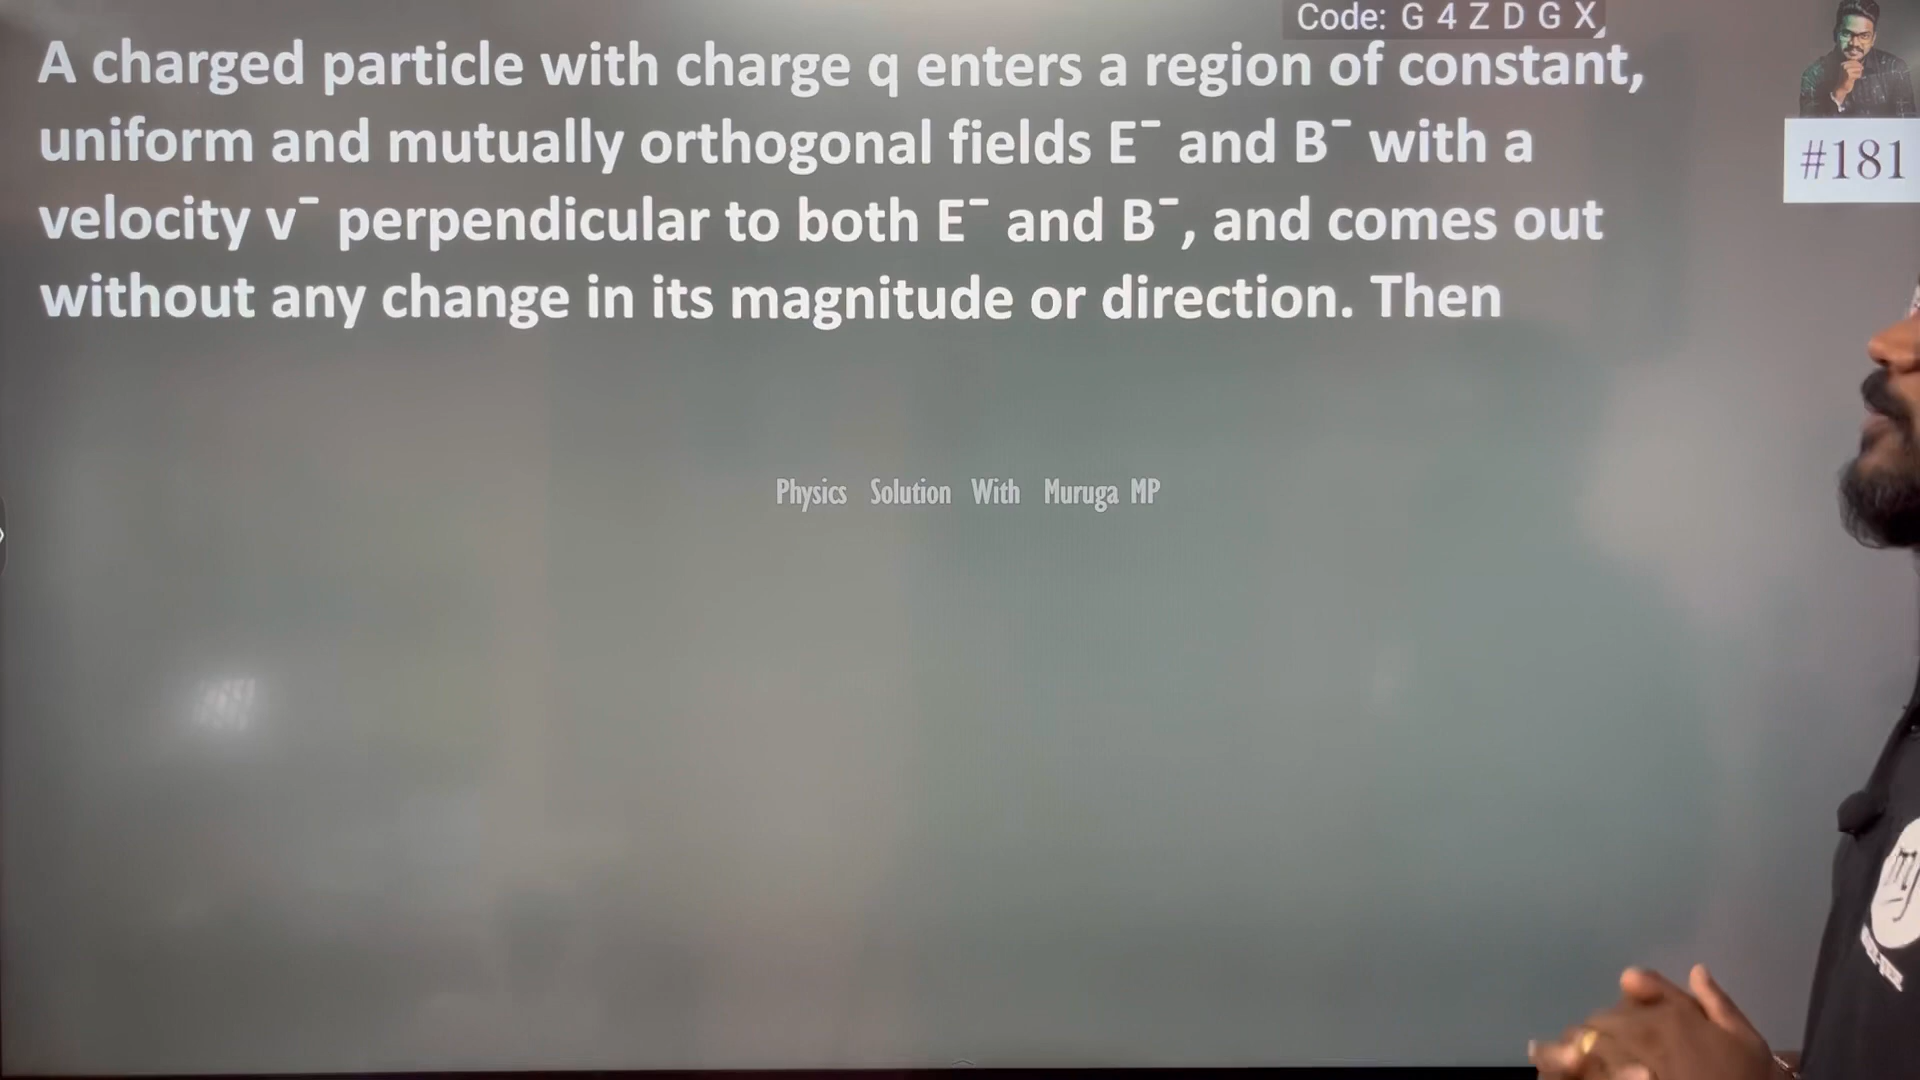 Code: G 4 Z D G X
A charged particle with charge q enters a region of constant,
uniform and mutually orthogonal fields E¯ and B¯ with a
velocity v¯ perpendicular to both E¯ and B¯, and comes out
without any change in its magnitude or direction. Then
#181
Physics Solution With Muruga MP